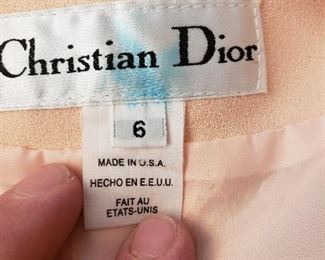 Christian Dior
6
MADE IN U.S.A.
HECHO EN E.E.U.U.
FAIT AU
ETATS-UNIS